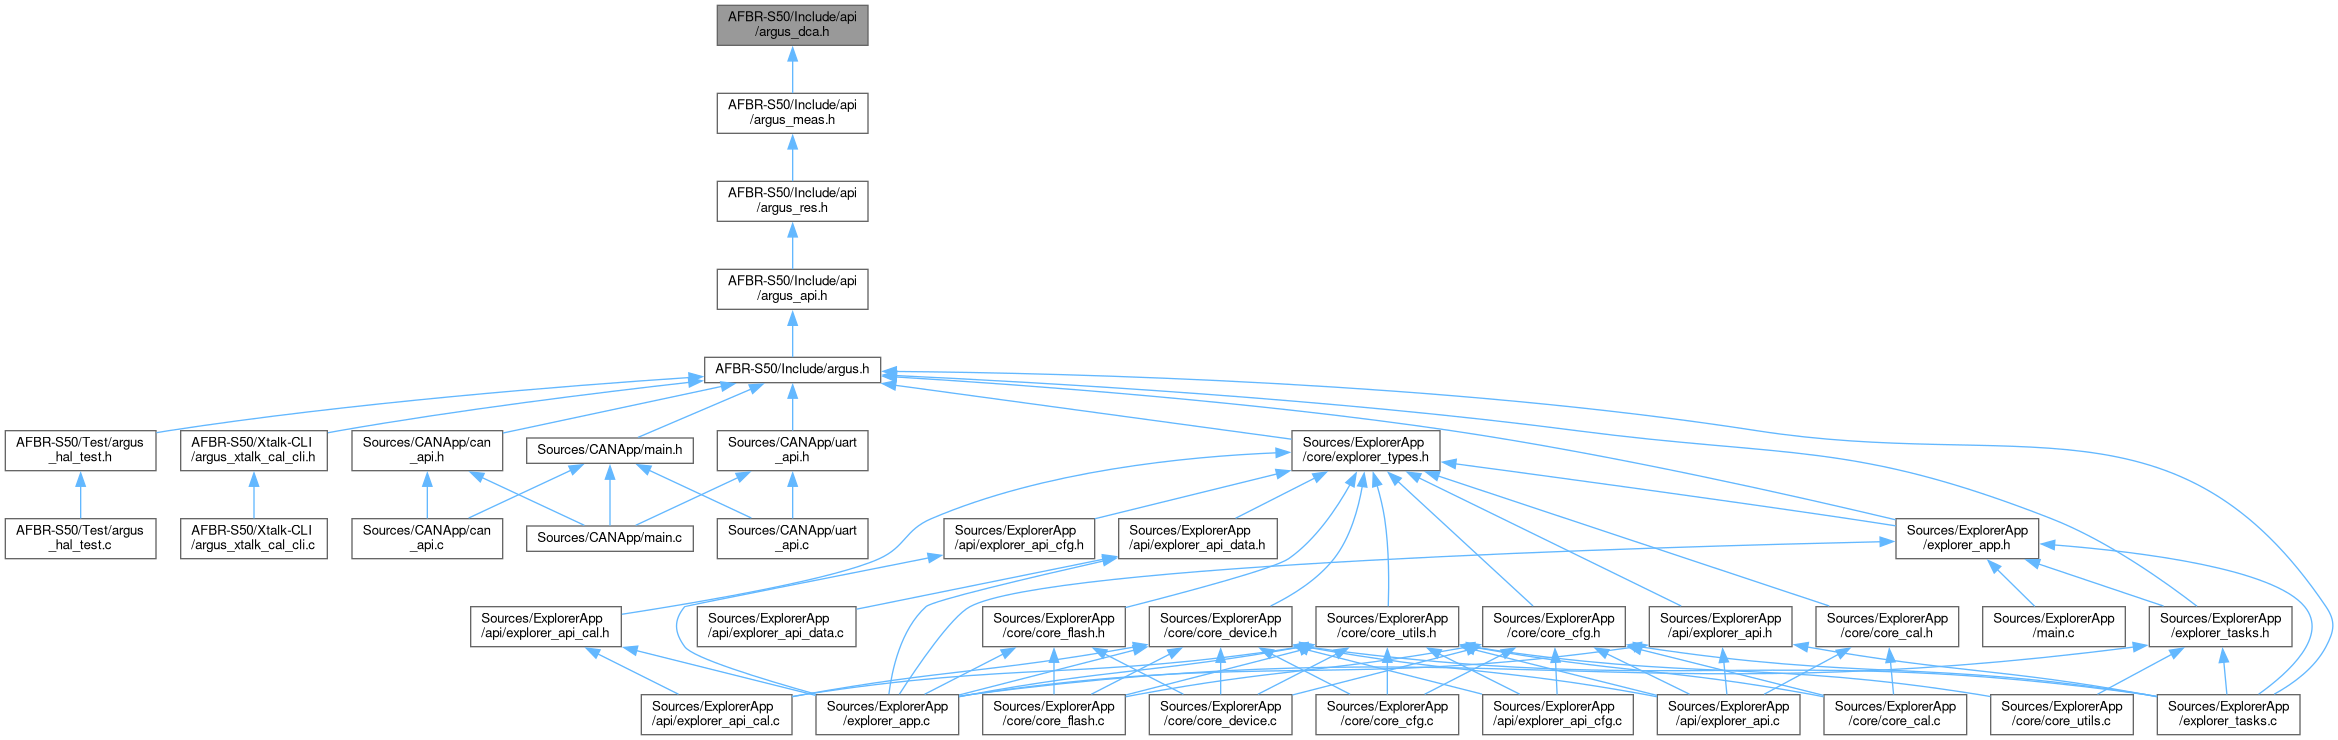 AFBR-S50/Include/api
/argus_dca.h
AFBR-S50/Include/api
/argus_meas.h
AFBR-S50/Include/api
/argus_res.h
AFBR-S50/Include/api
/argus_api.h
AFBR-S50/Include/argus.h
AFBR-S50/Test/argus
_hal_test.h
AFBR-S50/Xtalk-CLI
/argus_xtalk_cal_cli.h
Sources/CANApp/can
_api.h
Sources/CANApp/main.h
Sources/CANApp/uart
_api.h
Sources/ExplorerApp
/core/explorer_types.h
AFBR-S50/Test/argus
_hal_test.c
AFBR-S50/Xtalk-CLI
/argus_xtalk_cal_cli.c
Sources/CANApp/can
_api.c
Sources/CANApp/main.c
Sources/CANApp/uart
_api.c
Sources/ExplorerApp
/api/explorer_api_cfg.h
Sources/ExplorerApp
/api/explorer_api_data.h
Sources/ExplorerApp
/explorer_app.h
Sources/ExplorerApp
/api/explorer_api_cal.h
Sources/ExplorerApp
/api/explorer_api_data.c
Sources/ExplorerApp
/core/core_flash.h
Sources/ExplorerApp
/core/core_device.h
Sources/ExplorerApp
/core/core_utils.h
Sources/ExplorerApp
/core/core_cfg.h
Sources/ExplorerApp
/api/explorer_api.h
Sources/ExplorerApp
/core/core_cal.h
Sources/ExplorerApp
/main.c
Sources/ExplorerApp
/explorer_tasks.h
Sources/ExplorerApp
/api/explorer_api_cal.c
Sources/ExplorerApp
/explorer_app.c
Sources/ExplorerApp
/core/core_flash.c
Sources/ExplorerApp
/core/core_device.c
Sources/ExplorerApp
/core/core_cfg.c
Sources/ExplorerApp
/api/explorer_api_cfg.c
Sources/ExplorerApp
/api/explorer_api.c
Sources/ExplorerApp
/core/core_cal.c
Sources/ExplorerApp
/core/core_utils.c
Sources/ExplorerApp
/explorer_tasks.c